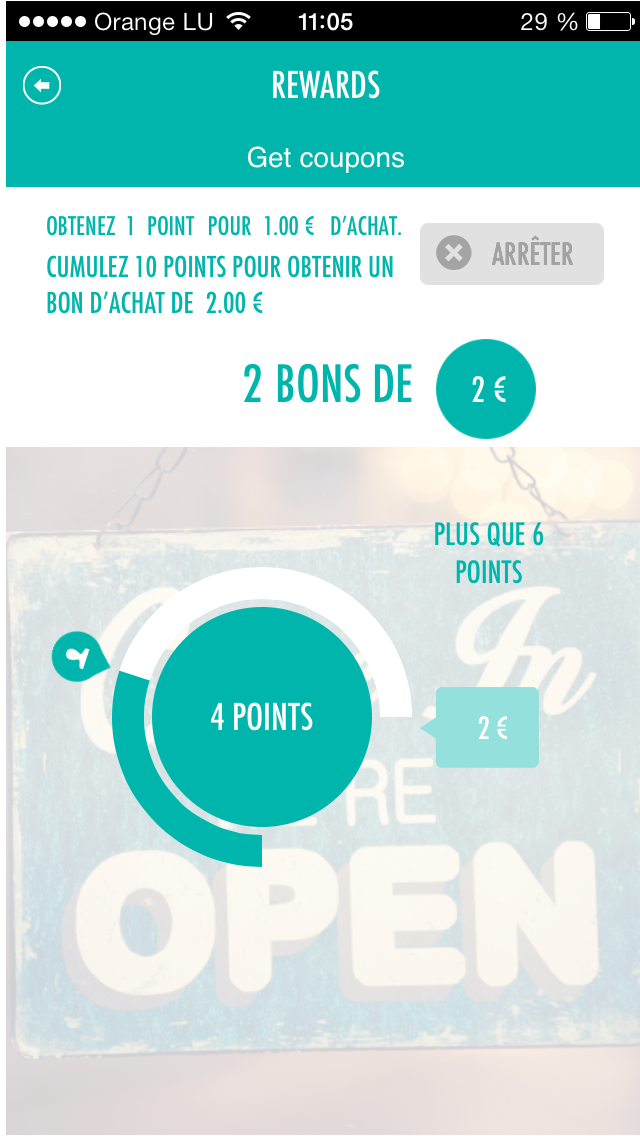 Orange LU 11:05 29 %
REWARDS
Get coupons
OBTENEZ 1 POINT POUR 1.00 € D'ACHAT.
CUMULEZ 10 POINTS POUR OBTENIR UN
BON D'ACHAT DE 2.00 €
ARRÊTER
2 BONS DE 2 €
PLUS QUE 6
POINTS
4 POINTS
2 €
In
OPEN